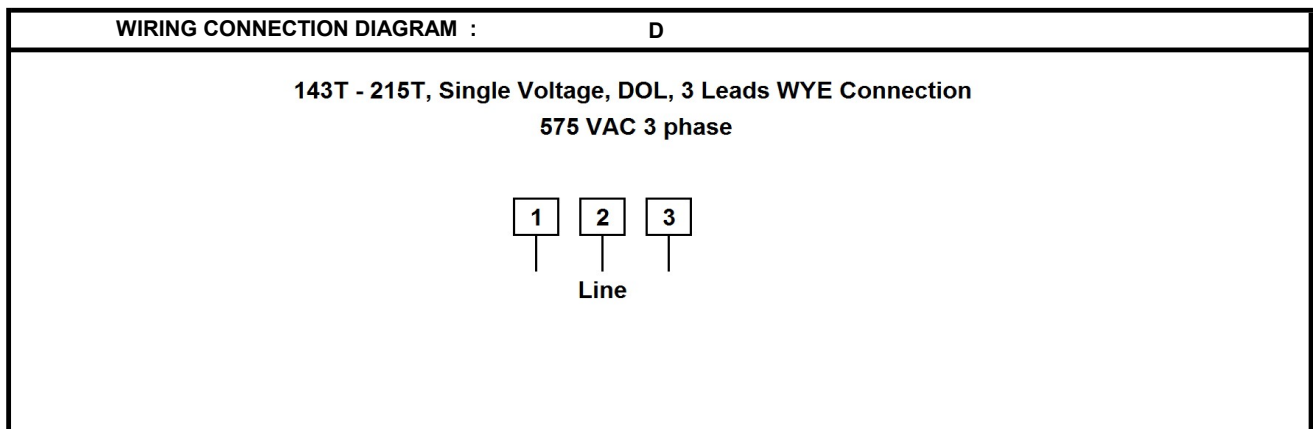 WIRING CONNECTION DIAGRAM : D
143T - 215T, Single Voltage, DOL, 3 Leads WYE Connection
575 VAC 3 phase
1 2 3
Line